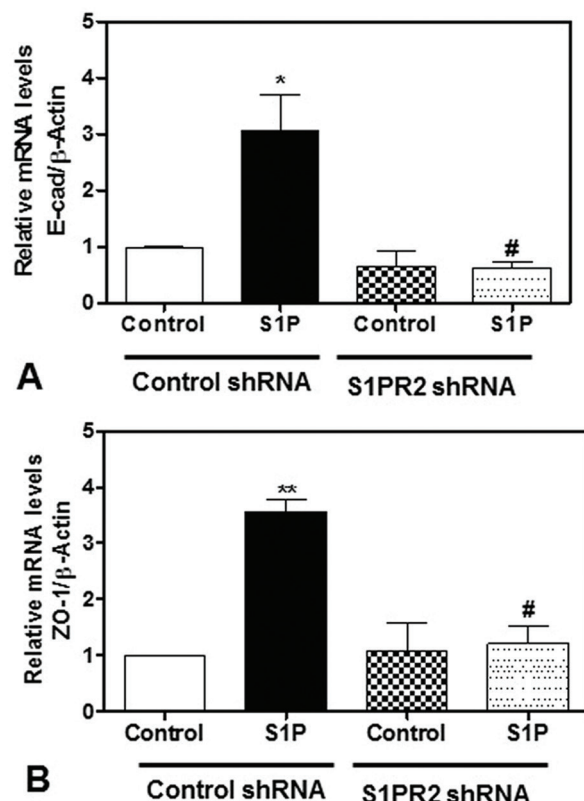 Relative mRNA levels
E-cad/β-Actin
5
4
3
2
1
0
*
#
Control S1P Control S1P
Control shRNA S1PR2 shRNA
A
Relative mRNA levels
ZO-1/β-Actin
5
4
3
2
1
0
**
#
Control S1P Control S1P
Control shRNA S1PR2 shRNA
B